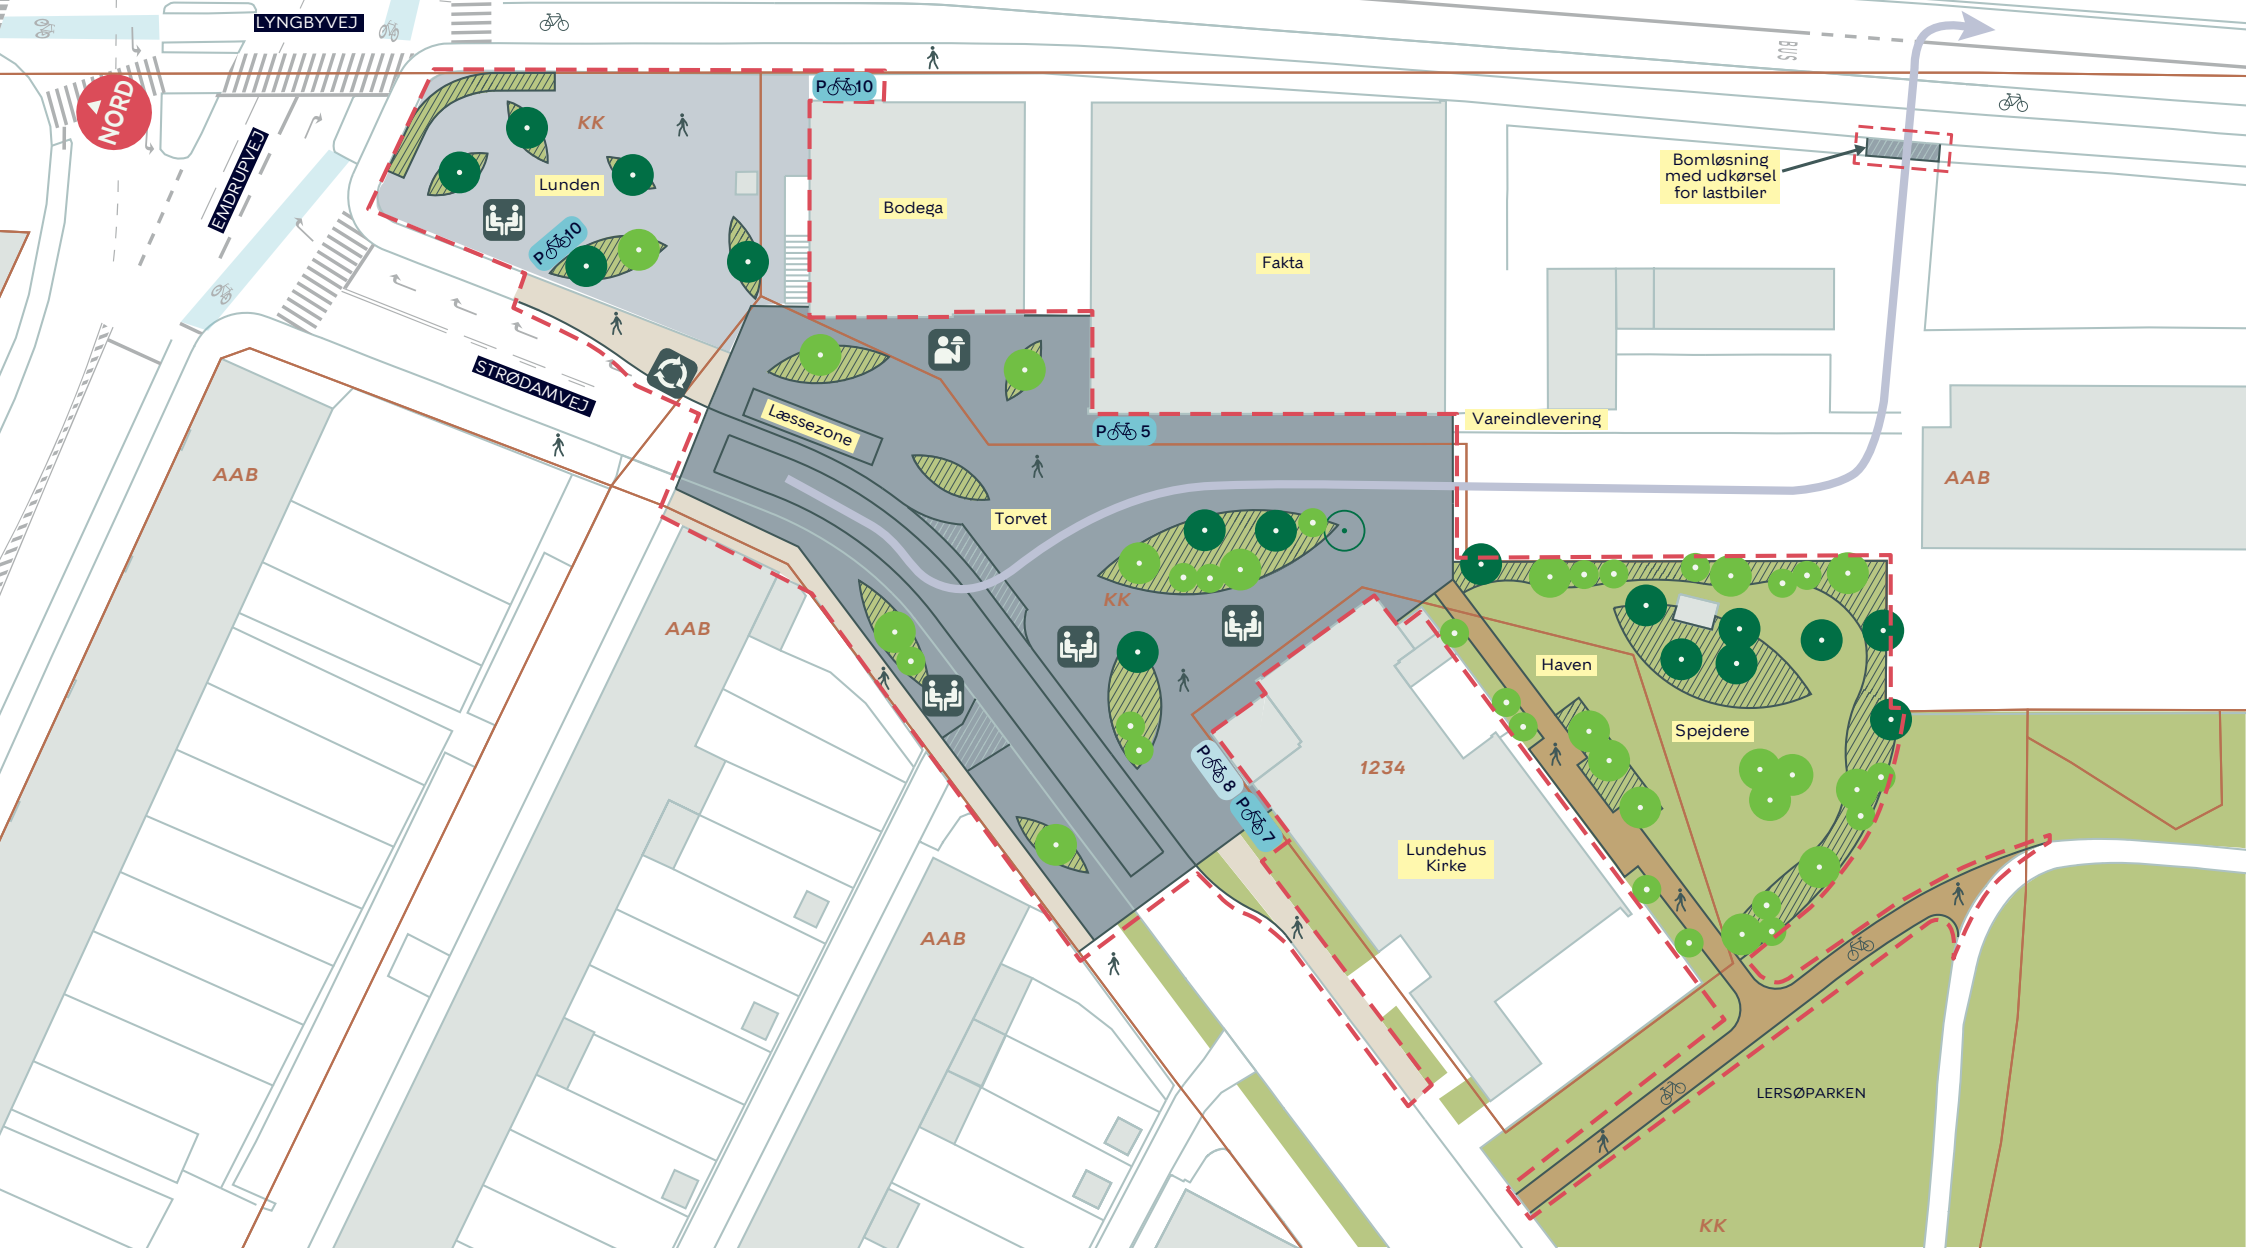 LYNGBYVEJ
NORD
EMDRUPVEJ
STRØDAMVEJ
KK
Lunden
P 10
P 10
Bodega
Fakta
BUS
Bomløsning
med udkørsel
for lastbiler
Læssezone
P 5
Vareindlevering
Torvet
KK
AAB
AAB
AAB
AAB
Haven
Spejdere
P 8
P 7
1234
Lundehus
Kirke
LERSØPARKEN
KK